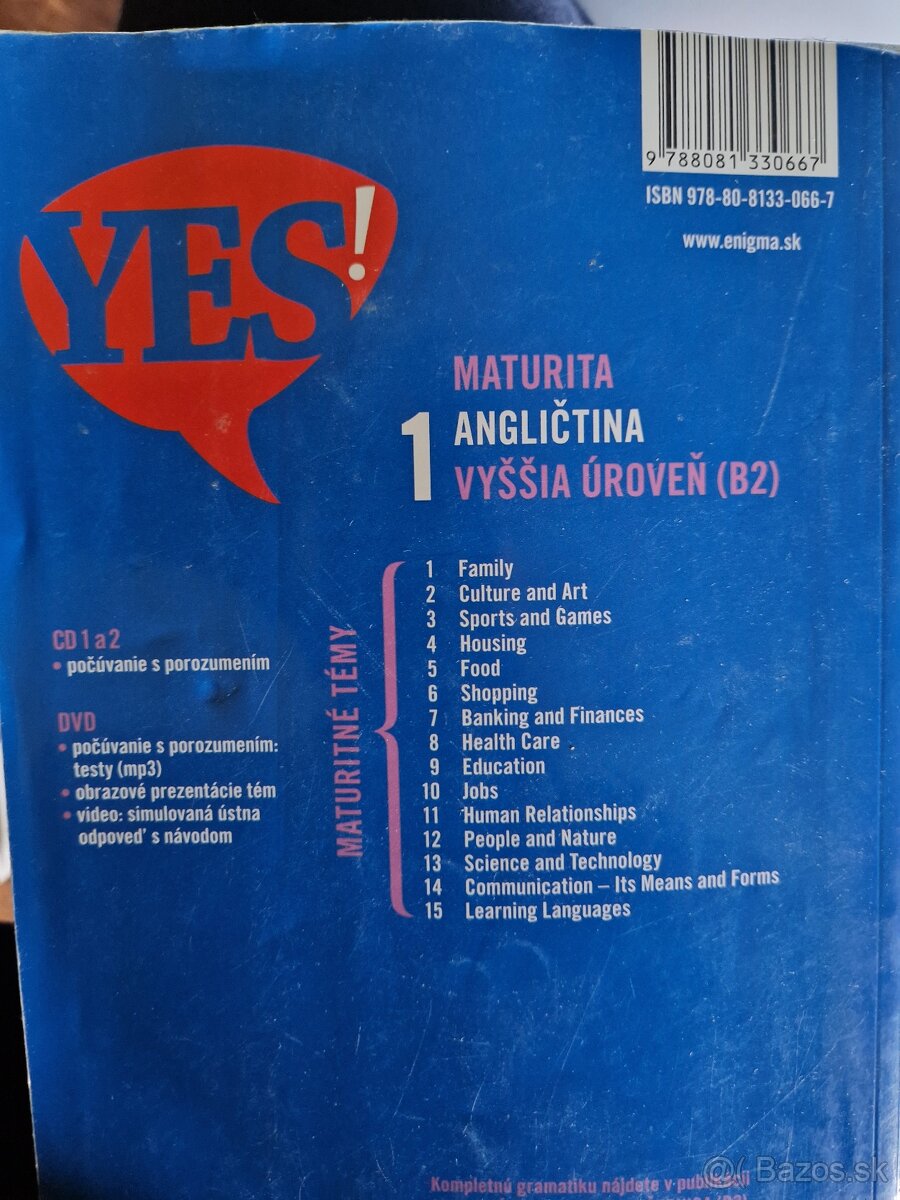 9 788081 330667
ISBN 978-80-8133-066-7
www.enigma.sk
YES!
MATURITA
1 ANGLIČTINA
VYŠŠIA ÚROVEŇ (B2)
CD 1 a 2
• počúvanie s porozumením
DVD
• počúvanie s porozumením:
testy (mp3)
• obrazové prezentácie tém
• video: simulovaná ústna
odpoveď s návodom
MATURITNÉ TÉMY
1 Family
2 Culture and Art
3 Sports and Games
4 Housing
5 Food
6 Shopping
7 Banking and Finances
8 Health Care
9 Education
10 Jobs
11 Human Relationships
12 People and Nature
13 Science and Technology
14 Communication – Its Means and Forms
15 Learning Languages
Kompletnú gramatiku nájdete v publikácii
Bazos.sk